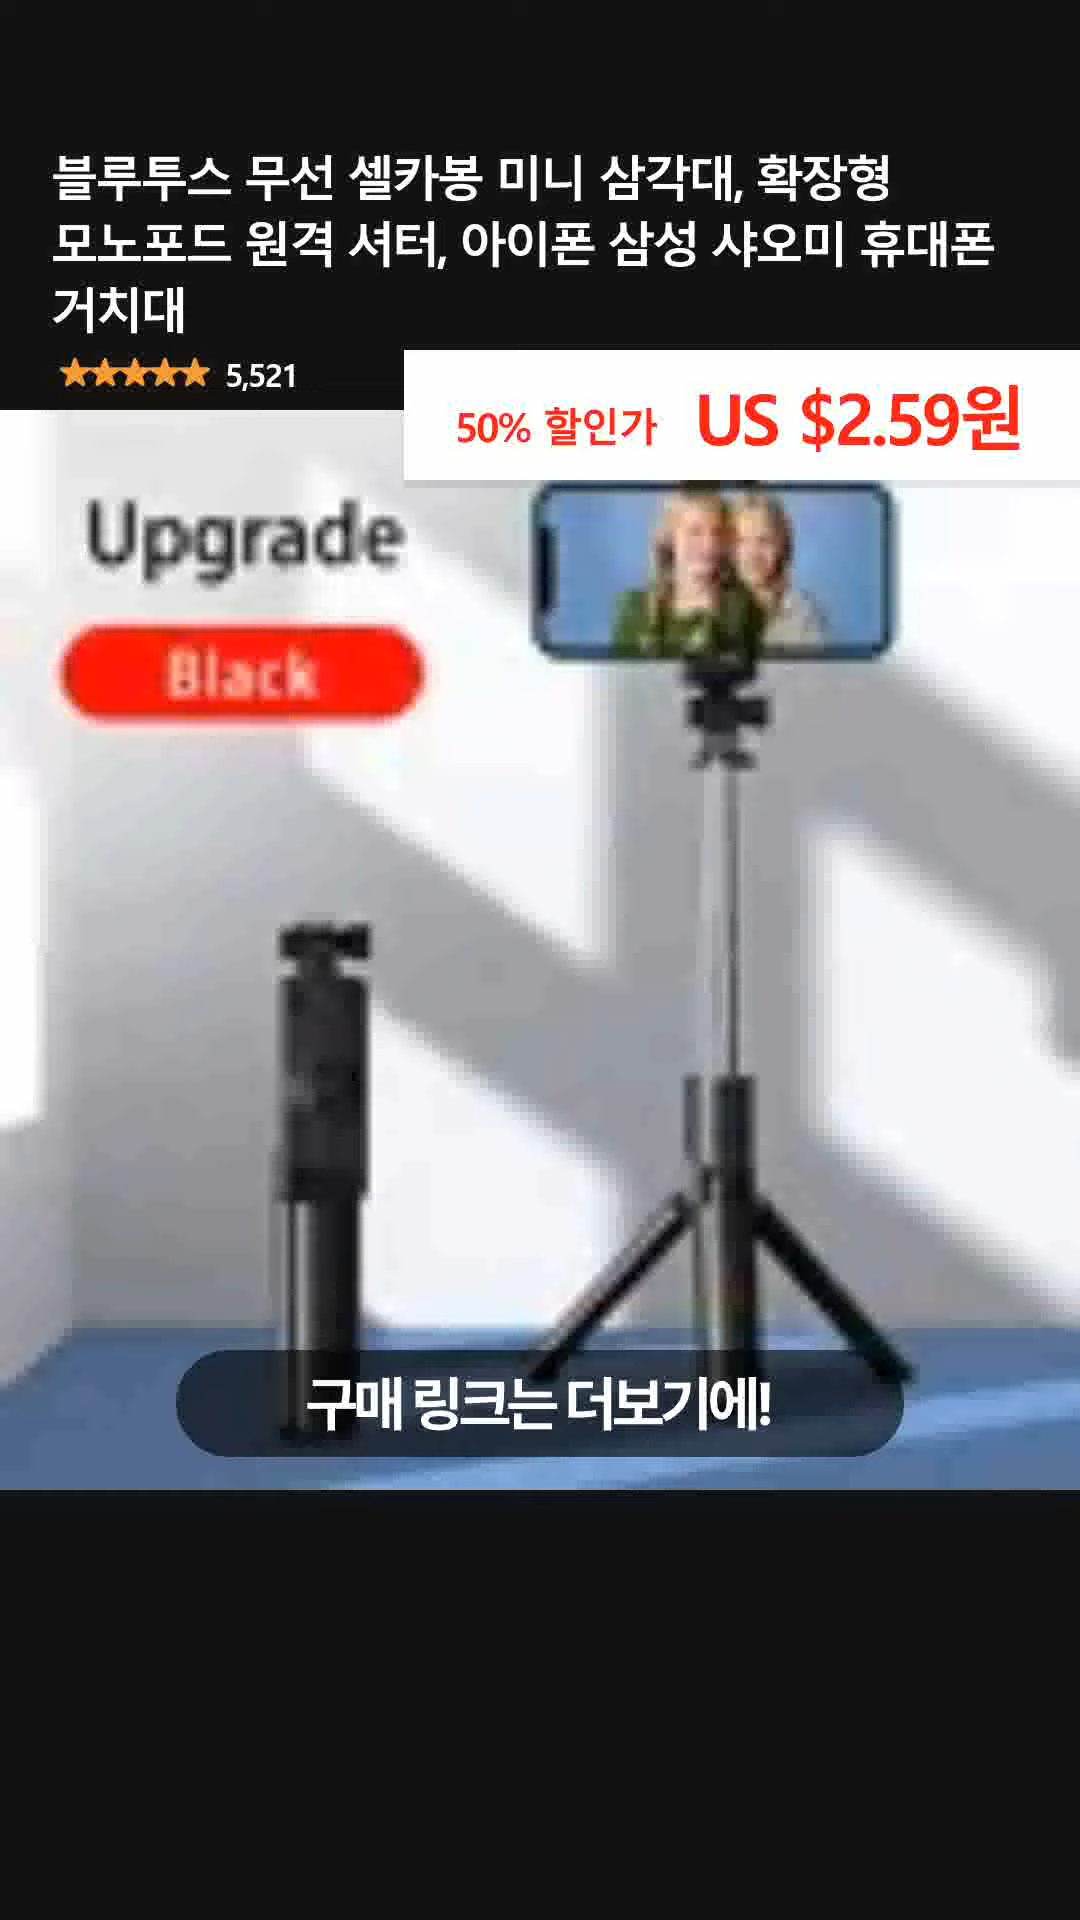 블루투스 무선 셀카봉 미니 삼각대, 확장형
모노포드 원격 셔터, 아이폰 삼성 샤오미 휴대폰
거치대
5,521
50% 할인가 US $2.59원
Upgrade
Black
구매 링크는 더보기에!